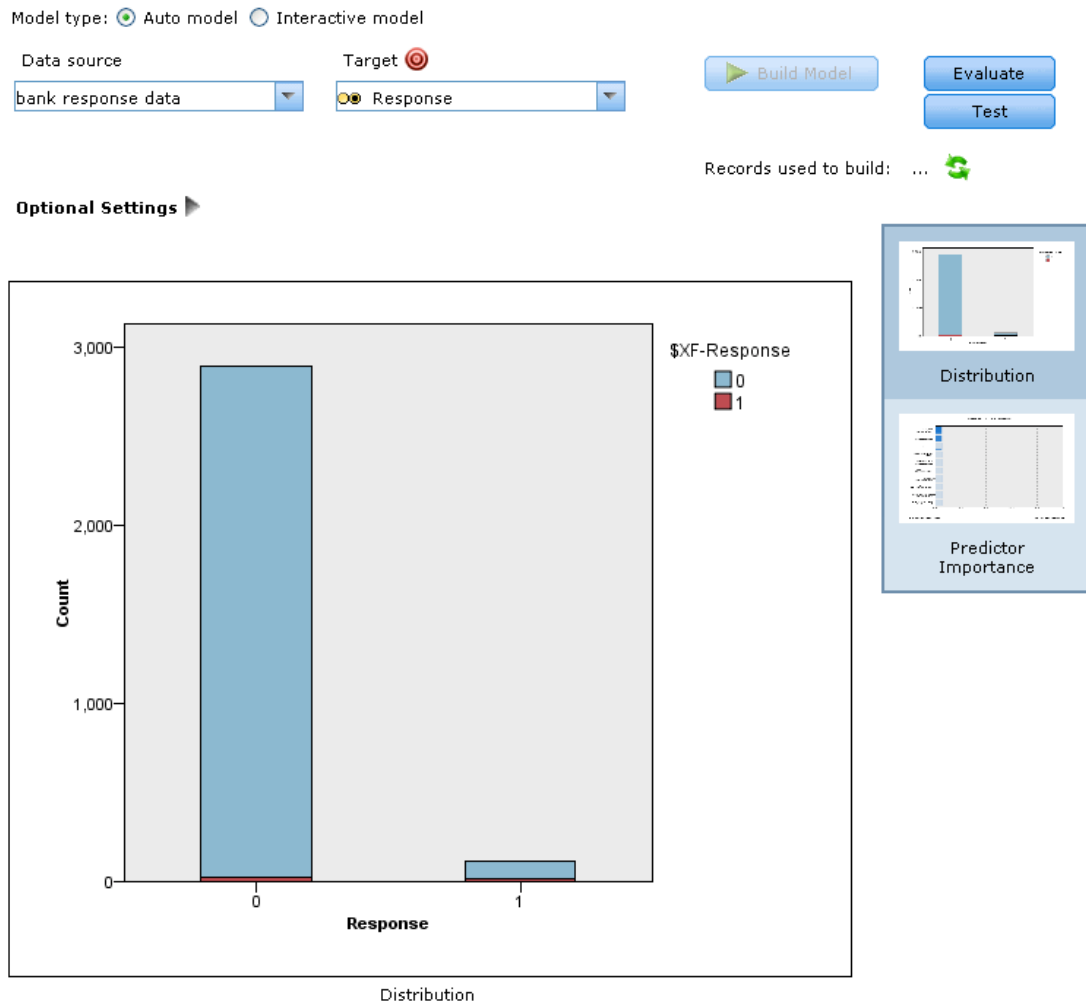 Model type: Auto model Interactive model
Data source Target
bank response data Response
Build Model Evaluate
Test
Records used to build: ...
Optional Settings
3,000
2,000
1,000
0
Count
0 1
Response
$XF-Response
0
1
Distribution
Distribution
Predictor
Importance